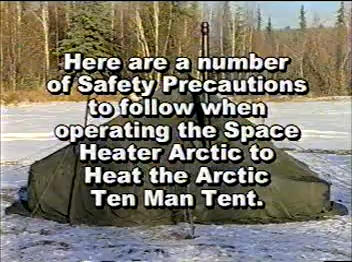 Here are a number
of Safety Precautions
to follow when
operating the Space
Heater Arctic to
Heat the Arctic
Ten Man Tent.